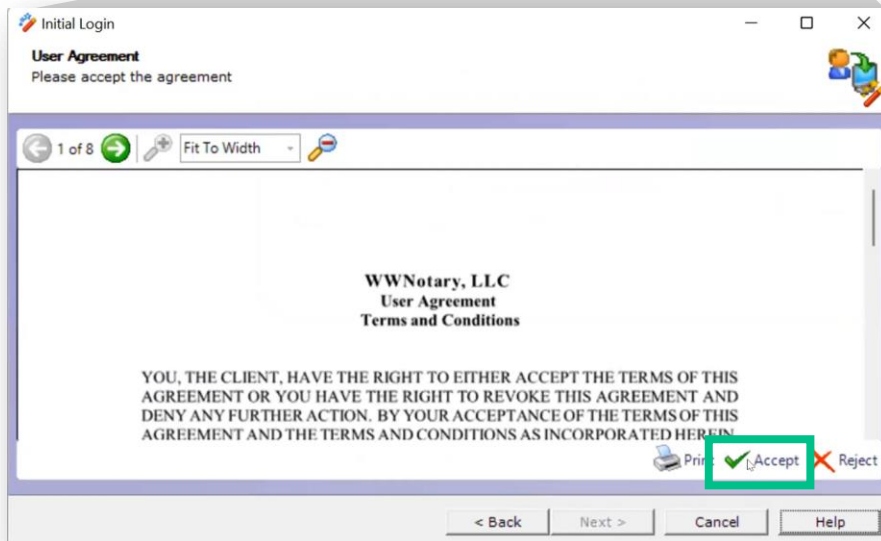 Initial Login
User Agreement
Please accept the agreement
1 of 8 Fit To Width
WWNotary, LLC
User Agreement
Terms and Conditions
YOU, THE CLIENT, HAVE THE RIGHT TO EITHER ACCEPT THE TERMS OF THIS
AGREEMENT OR YOU HAVE THE RIGHT TO REVOKE THIS AGREEMENT AND
DENY ANY FURTHER ACTION. BY YOUR ACCEPTANCE OF THE TERMS OF THIS
AGREEMENT AND THE TERMS AND CONDITIONS AS INCORPORATED HEREIN
Print Accept Reject
< Back Next > Cancel Help